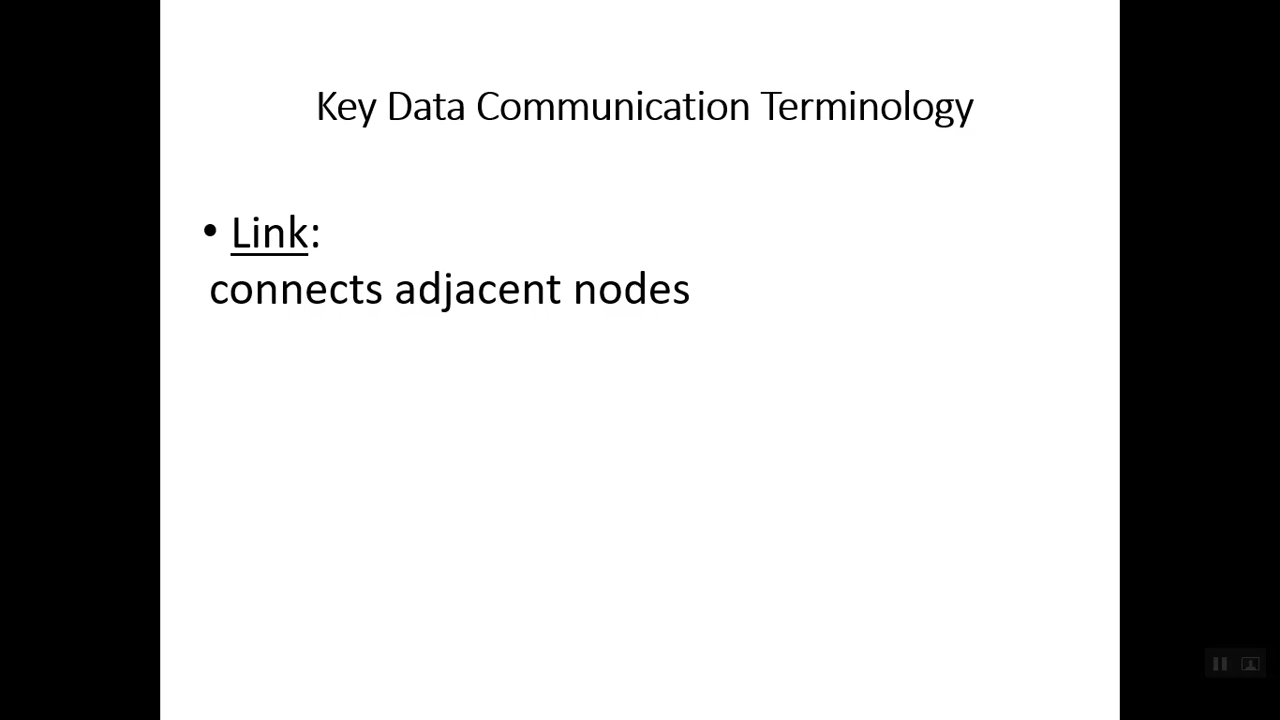 Key Data Communication Terminology
• Link:
connects adjacent nodes